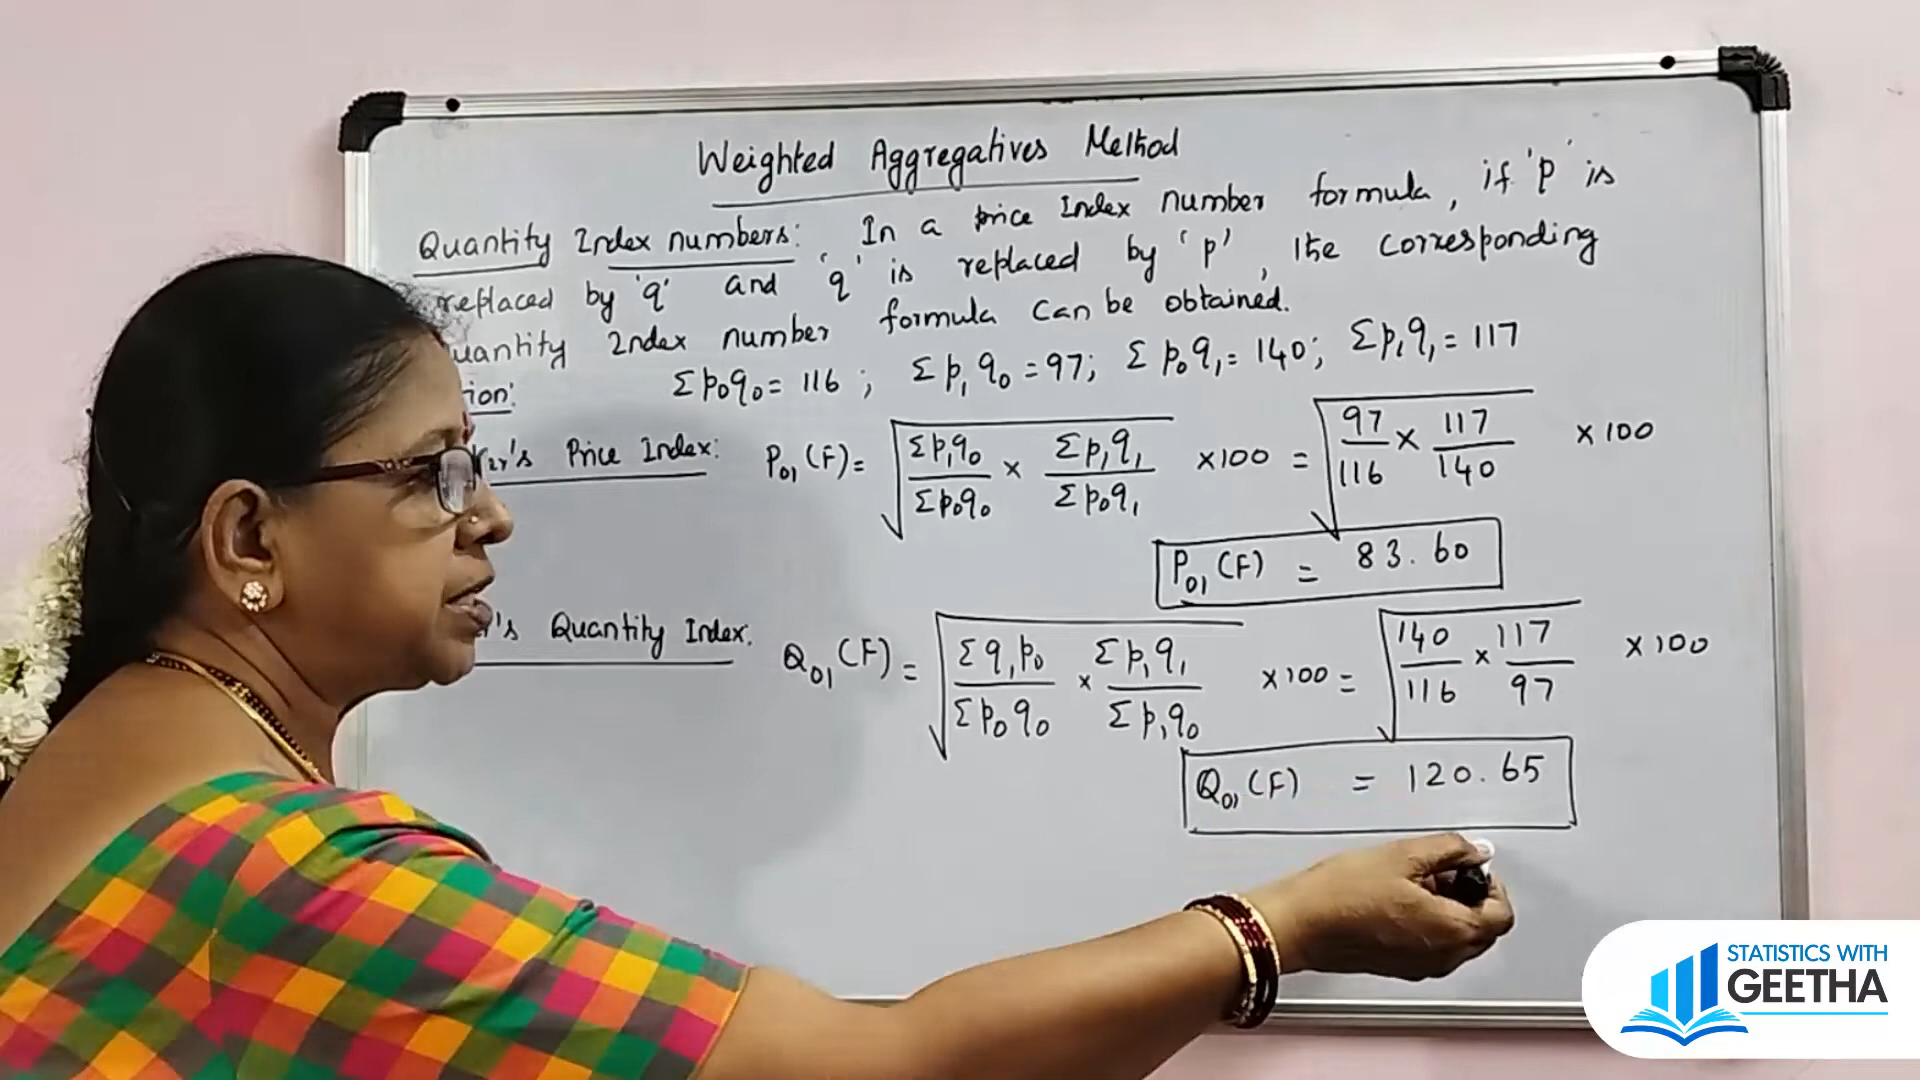 Weighted Aggregatives Method
Quantity Index numbers: In a price Index number formula, if 'p' is
replaced by 'q' and 'q' is replaced by 'p', the corresponding
uantity Index number formula can be obtained.
tion: Σp₀q₀ = 116 ; Σp₁q₀ = 97; Σp₀q₁ = 140; Σp₁q₁ = 117
er's Price Index: P₀₁(F) = √(Σp₁q₀/Σp₀q₀ × Σp₁q₁/Σp₀q₁) ×100 = √(97/116 × 117/140) ×100
P₀₁(F) = 83.60
r's Quantity Index. Q₀₁(F) = √(Σq₁p₀/Σp₀q₀ × Σp₁q₁/Σp₁q₀) ×100 = √(140/116 × 117/97) ×100
Q₀₁(F) = 120.65
STATISTICS WITH
GEETHA